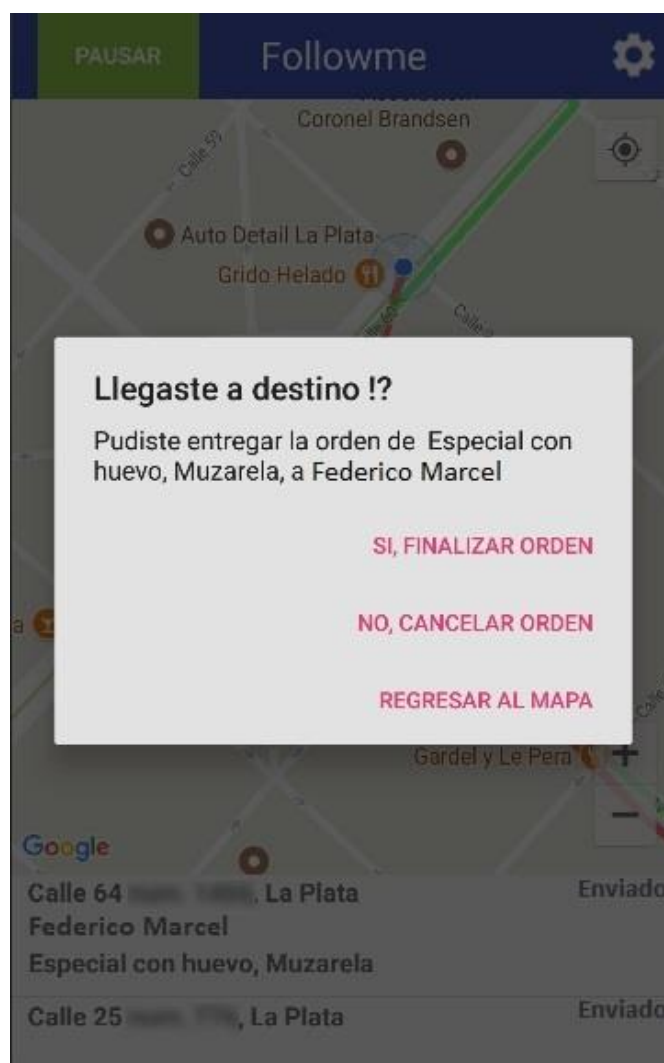 PAUSAR
Followme
Coronel Brandsen
Calle 59
Auto Detail La Plata
Grido Helado
Llegaste a destino !?
Pudiste entregar la orden de Especial con
huevo, Muzarela, a Federico Marcel
SI, FINALIZAR ORDEN
NO, CANCELAR ORDEN
REGRESAR AL MAPA
Gardel y Le Pera
Google
Calle 64 , La Plata
Enviado
Federico Marcel
Especial con huevo, Muzarela
Calle 25 , La Plata
Enviado